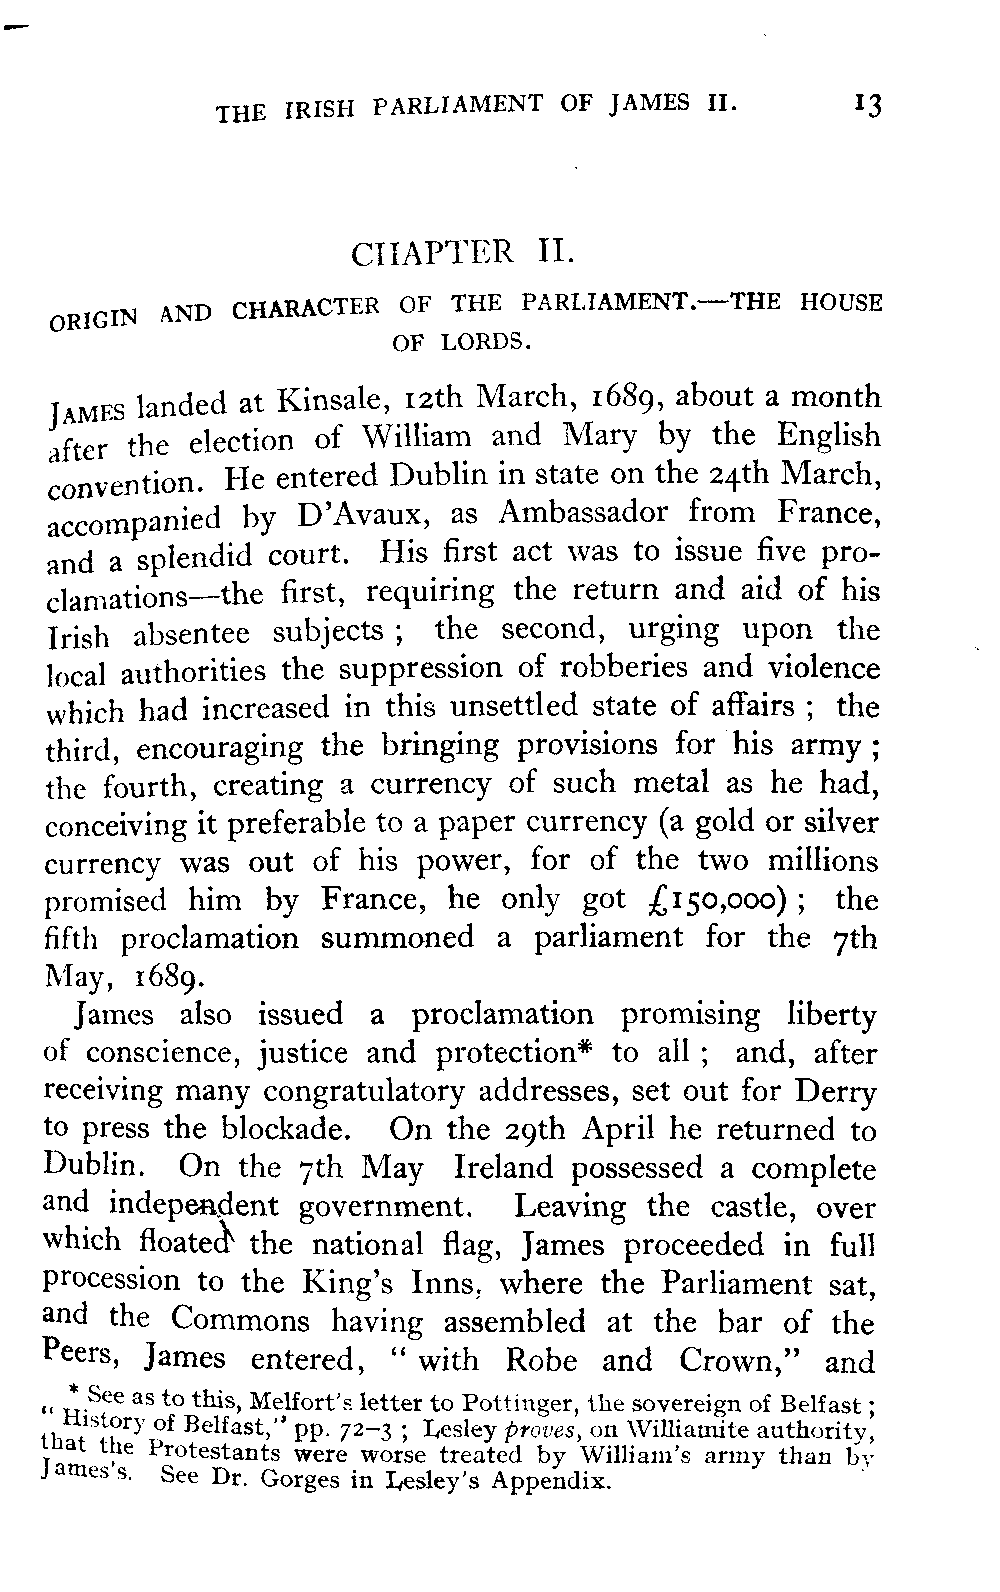 THE IRISH PARLIAMENT OF JAMES II. 13
CHAPTER II.
ORIGIN AND CHARACTER OF THE PARLIAMENT.—THE HOUSE
OF LORDS.
JAMES landed at Kinsale, 12th March, 1689, about a month
after the election of William and Mary by the English
convention. He entered Dublin in state on the 24th March,
accompanied by D'Avaux, as Ambassador from France,
and a splendid court. His first act was to issue five pro-
clamations—the first, requiring the return and aid of his
Irish absentee subjects ; the second, urging upon the
local authorities the suppression of robberies and violence
which had increased in this unsettled state of affairs ; the
third, encouraging the bringing provisions for his army ;
the fourth, creating a currency of such metal as he had,
conceiving it preferable to a paper currency (a gold or silver
currency was out of his power, for of the two millions
promised him by France, he only got £150,000) ; the
fifth proclamation summoned a parliament for the 7th
May, 1689.
James also issued a proclamation promising liberty
of conscience, justice and protection* to all ; and, after
receiving many congratulatory addresses, set out for Derry
to press the blockade. On the 29th April he returned to
Dublin. On the 7th May Ireland possessed a complete
and independent government. Leaving the castle, over
which floated the national flag, James proceeded in full
procession to the King's Inns, where the Parliament sat,
and the Commons having assembled at the bar of the
Peers, James entered, " with Robe and Crown," and
* See as to this, Melfort's letter to Pottinger, the sovereign of Belfast ;
" History of Belfast," pp. 72-3 ; Lesley proves, on Williamite authority,
that the Protestants were worse treated by William's army than by
James's. See Dr. Gorges in Lesley's Appendix.